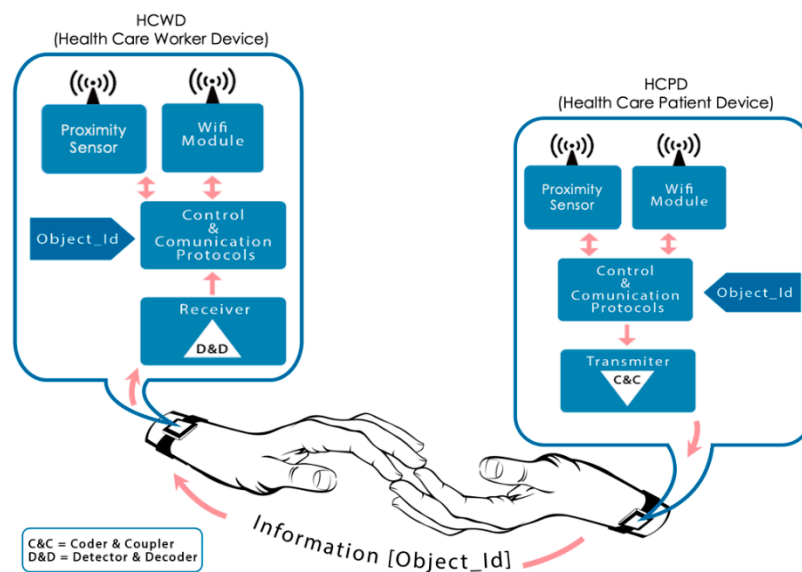 HCWD
(Health Care Worker Device)
Proximity
Sensor
Wifi
Module
Object_Id
Control
&
Comunication
Protocols
Receiver
D&D
HCPD
(Health Care Patient Device)
Proximity
Sensor
Wifi
Module
Control
&
Comunication
Protocols
Object_Id
Transmiter
C&C
Information [Object_Id]
C&C = Coder & Coupler
D&D = Detector & Decoder